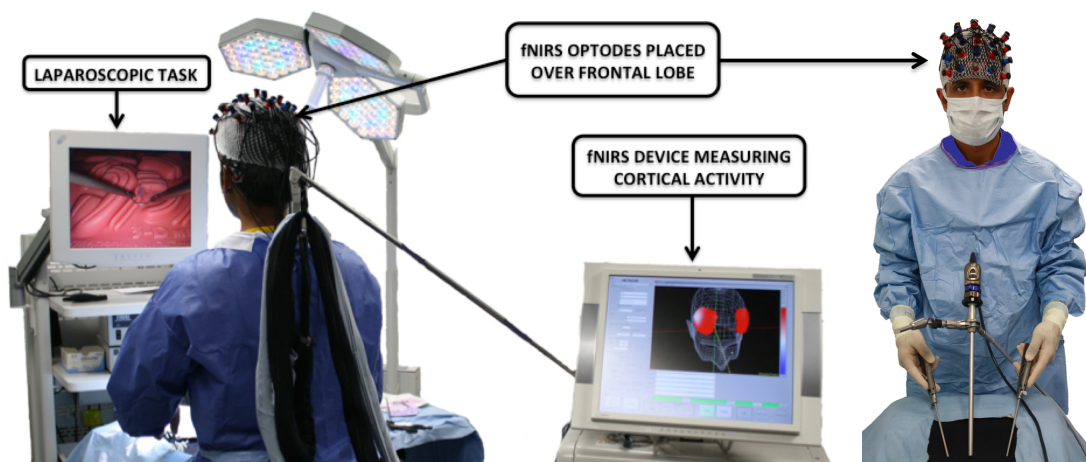 LAPAROSCOPIC TASK
fNIRS OPTODES PLACED
OVER FRONTAL LOBE
fNIRS DEVICE MEASURING
CORTICAL ACTIVITY